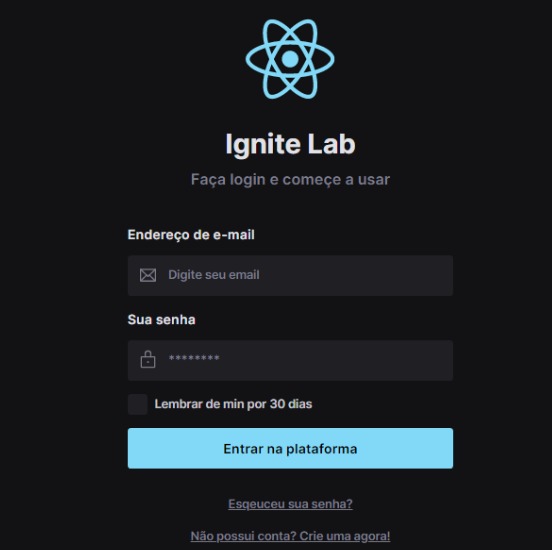 Ignite Lab
Faça login e começe a usar
Endereço de e-mail
Digite seu email
Sua senha
********
Lembrar de min por 30 dias
Entrar na plataforma
Esqeuceu sua senha?
Não possui conta? Crie uma agora!